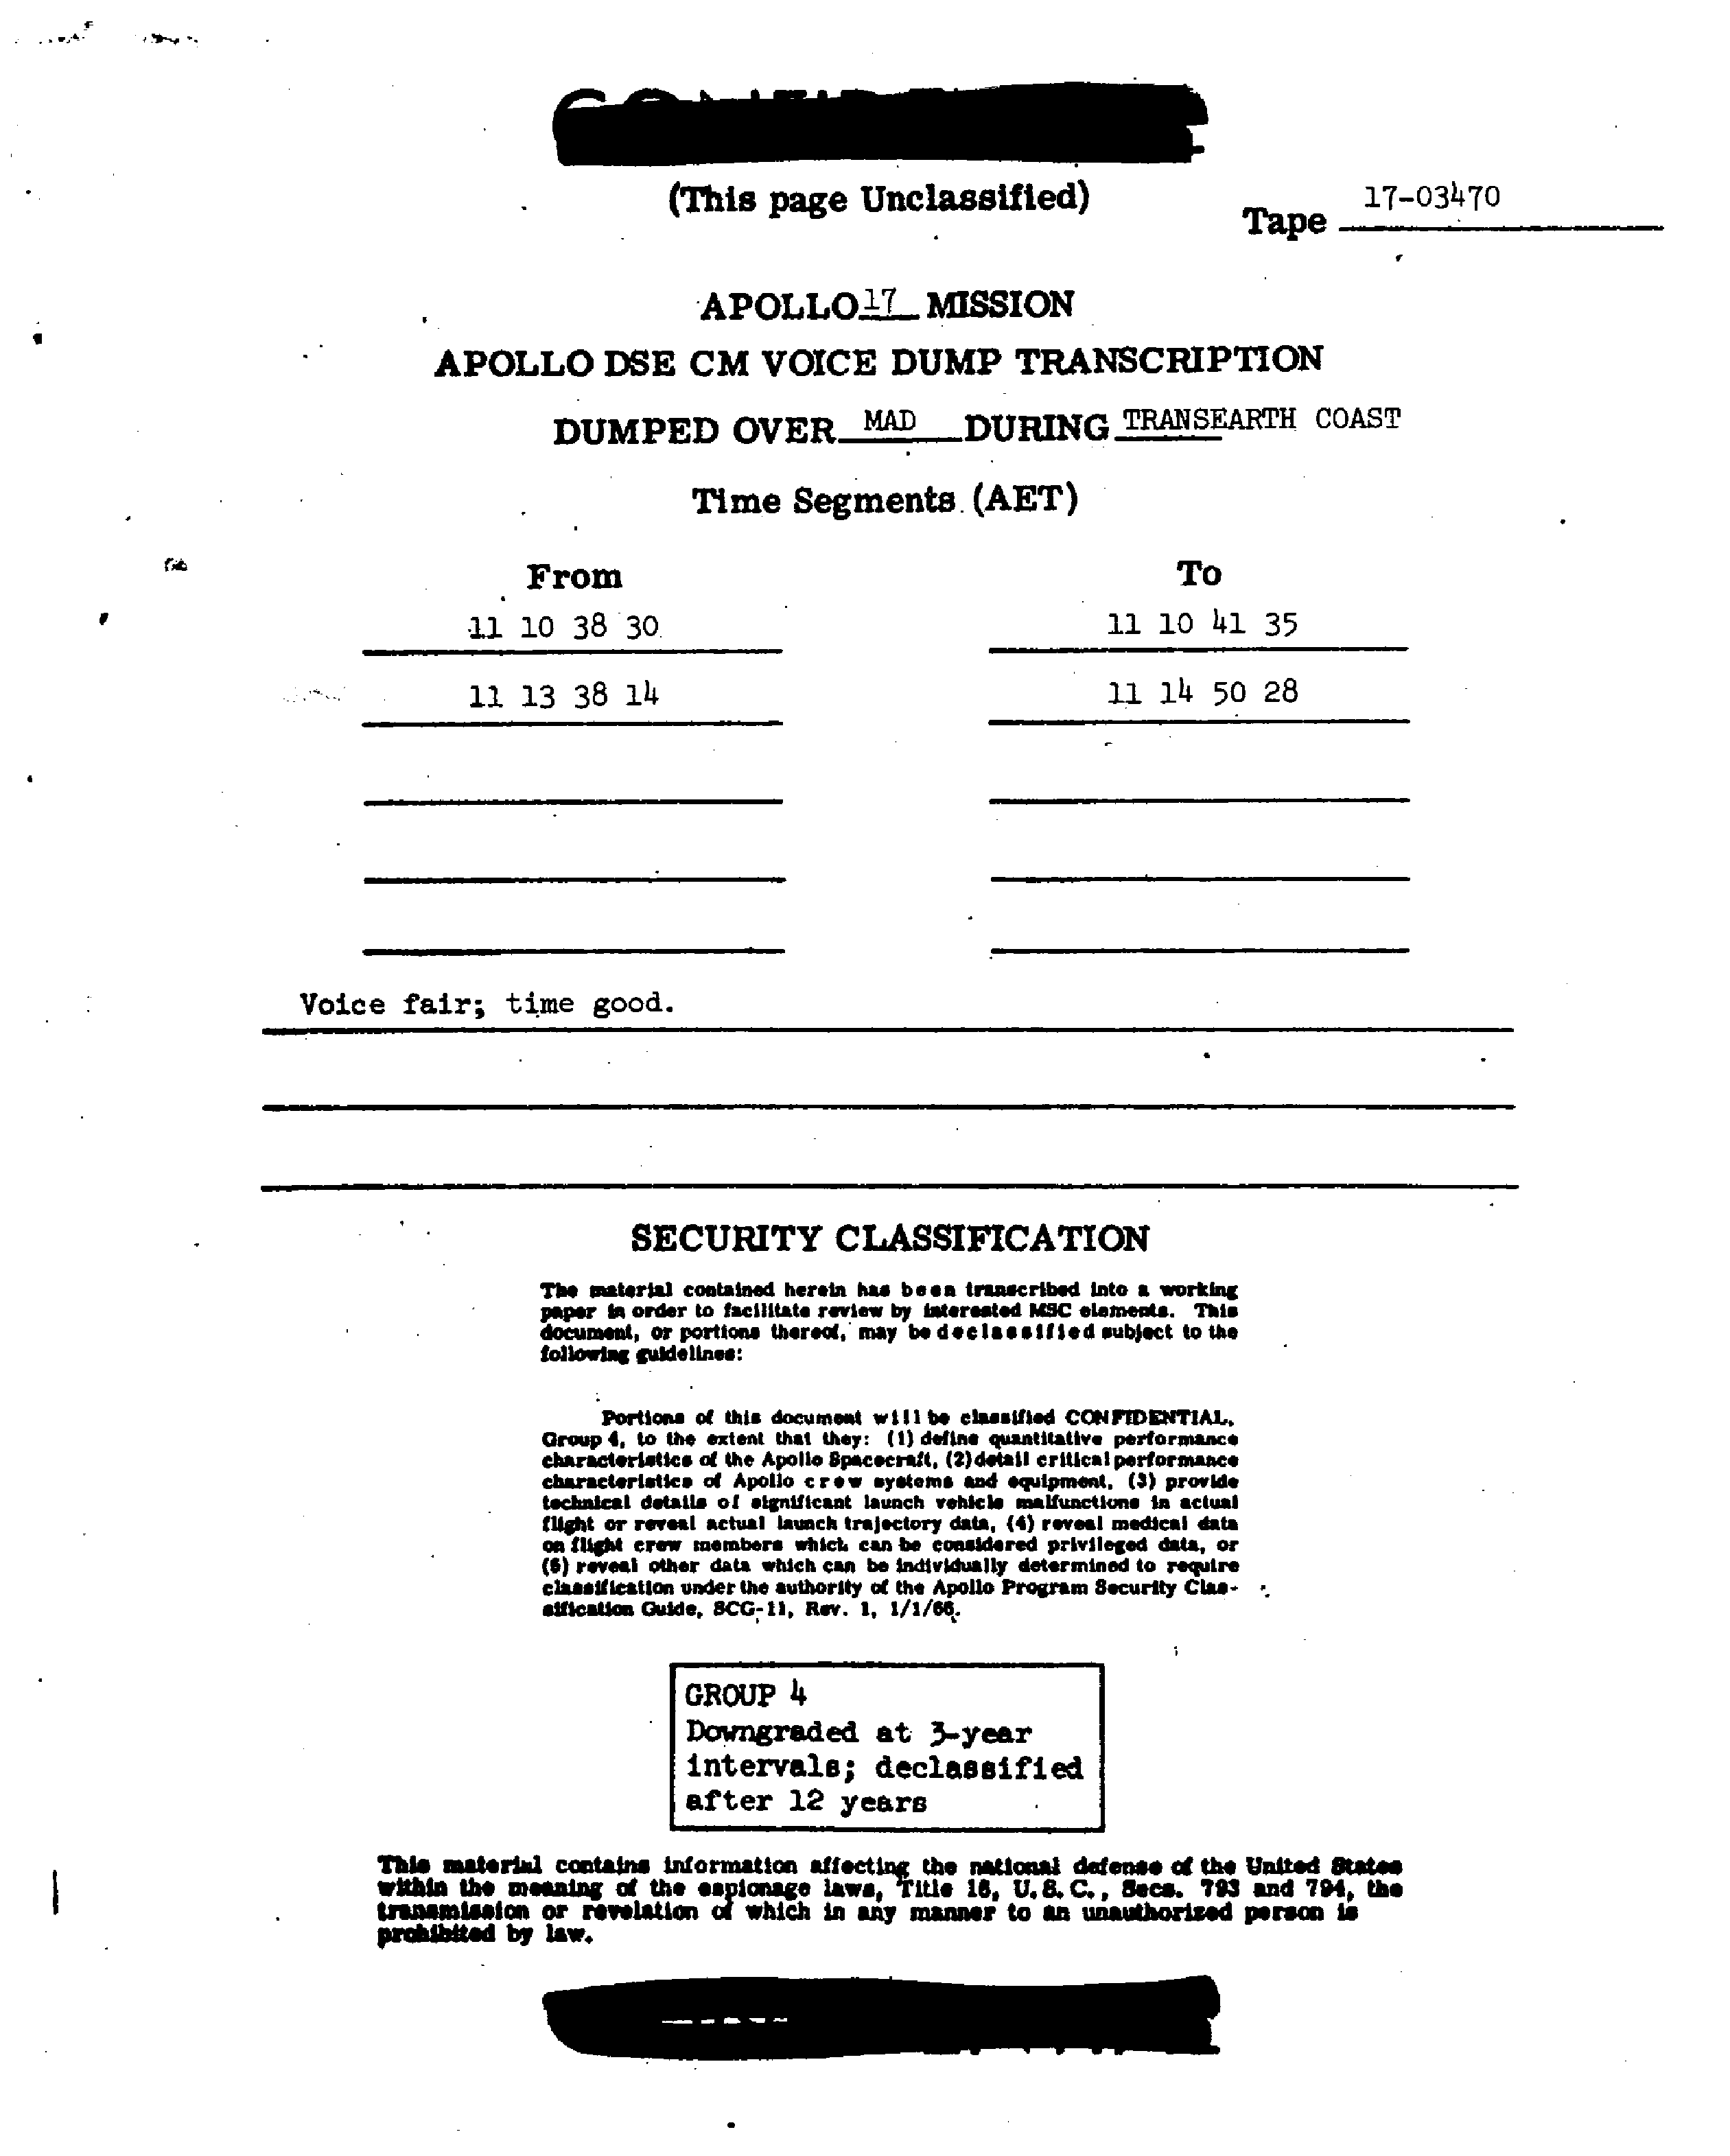 (This page Unclassified)
Tape 17-03470
APOLLO 17 MISSION
APOLLO DSE CM VOICE DUMP TRANSCRIPTION
DUMPED OVER MAD DURING TRANSEARTH COAST
Time Segments (AET)
From To
11 10 38 30 11 10 41 35
11 13 38 14 11 14 50 28
Voice fair; time good.
SECURITY CLASSIFICATION
The material contained herein has been transcribed into a working
paper in order to facilitate review by interested MSC elements. This
document, or portions thereof, may be declassified subject to the
following guidelines:
Portions of this document will be classified CONFIDENTIAL,
Group 4, to the extent that they: (1) define quantitative performance
characteristics of the Apollo Spacecraft, (2) detail critical performance
characteristics of Apollo crew systems and equipment, (3) provide
technical details of significant launch vehicle malfunctions in actual
flight or reveal actual launch trajectory data, (4) reveal medical data
on flight crew members which can be considered privileged data, or
(5) reveal other data which can be individually determined to require
classification under the authority of the Apollo Program Security Clas-
sification Guide, SCG-11, Rev. 1, 1/1/66.
GROUP 4
Downgraded at 3-year
intervals; declassified
after 12 years
This material contains information affecting the national defense of the United States
within the meaning of the espionage laws, Title 18, U.S.C., Secs. 793 and 794, the
transmission or revelation of which in any manner to an unauthorized person is
prohibited by law.